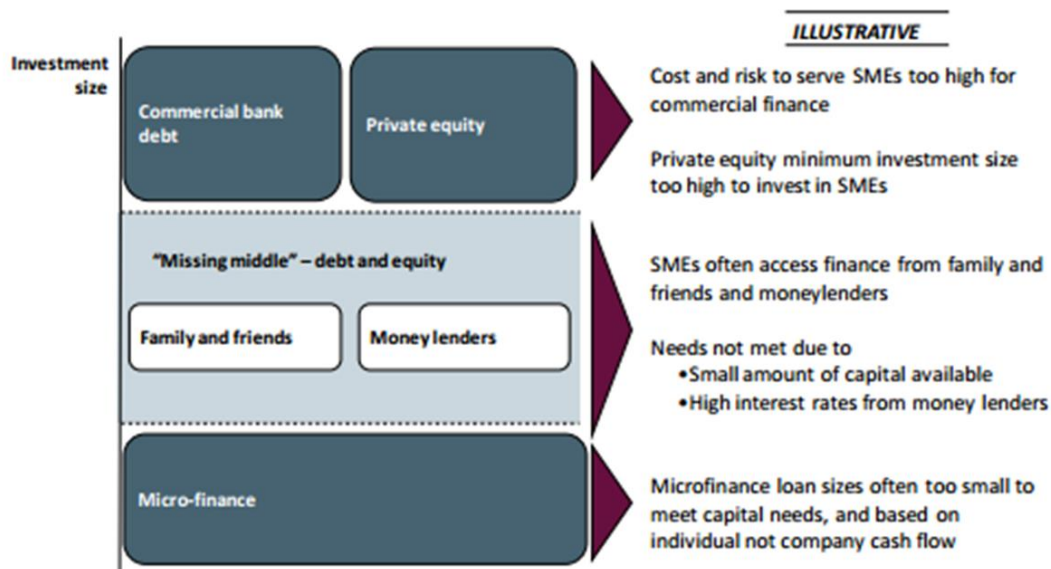 ILLUSTRATIVE
Investment
size
Commercial bank
debt
Private equity
Cost and risk to serve SMEs too high for
commercial finance
Private equity minimum investment size
too high to invest in SMEs
“Missing middle” – debt and equity
Family and friends
Money lenders
SMEs often access finance from family and
friends and moneylenders
Needs not met due to
•Small amount of capital available
•High interest rates from money lenders
Micro-finance
Microfinance loan sizes often too small to
meet capital needs, and based on
individual not company cash flow